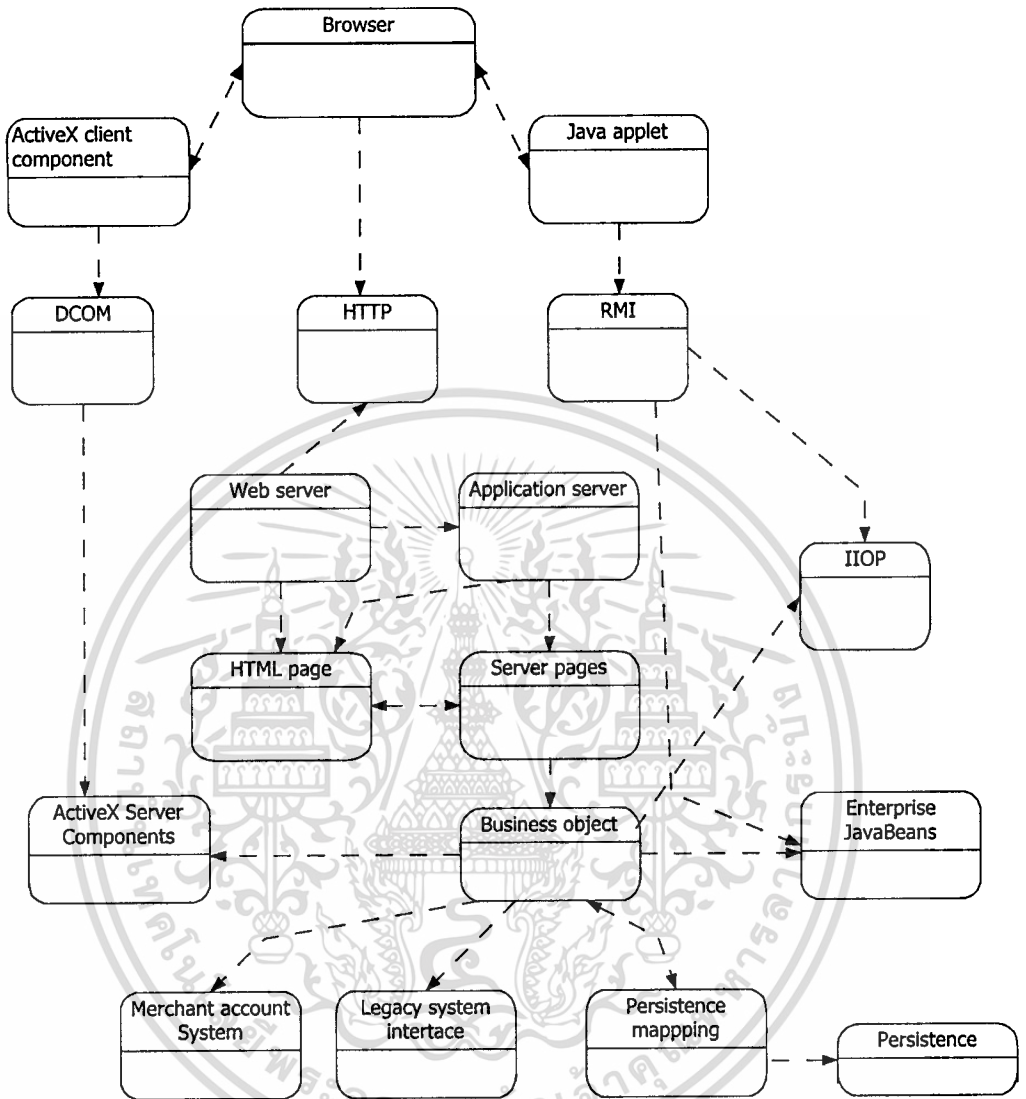 Browser
ActiveX client
component
Java applet
DCOM
HTTP
RMI
Web server
Application server
IIOP
HTML page
Server pages
ActiveX Server
Components
Business object
Enterprise
JavaBeans
Merchant account
System
Legacy system
intertace
Persistence
mappping
Persistence